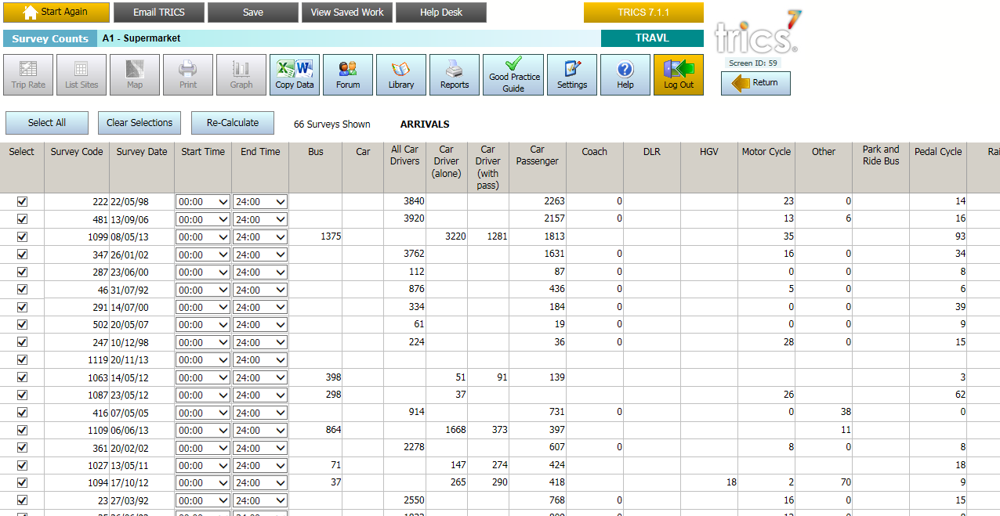 Start Again Email TRICS Save View Saved Work Help Desk TRICS 7.1.1
Survey Counts A1 - Supermarket TRAVL
trics 7 ®
Screen ID: 59
Trip Rate List Sites Map Print Graph Copy Data Forum Library Reports Good Practice Guide Settings Help Log Out Return
Select All Clear Selections Re-Calculate 66 Surveys Shown ARRIVALS
Select Survey Code Survey Date Start Time End Time Bus Car All Car Drivers Car Driver (alone) Car Driver (with pass) Car Passenger Coach DLR HGV Motor Cycle Other Park and Ride Bus Pedal Cycle Rai
222 22/05/98 00:00 24:00 3840 2263 0 23 0 14
481 13/09/06 00:00 24:00 3920 2157 0 13 6 16
1099 08/05/13 00:00 24:00 1375 3220 1281 1813 35 93
347 26/01/02 00:00 24:00 3762 1631 0 16 0 34
287 23/06/00 00:00 24:00 112 87 0 0 0 8
46 31/07/92 00:00 24:00 876 436 0 5 0 6
291 14/07/00 00:00 24:00 334 184 0 0 0 39
502 20/05/07 00:00 24:00 61 19 0 0 0 9
247 10/12/98 00:00 24:00 224 36 0 28 0 15
1119 20/11/13 00:00 24:00
1063 14/05/12 00:00 24:00 398 51 91 139 3
1087 23/05/12 00:00 24:00 298 37 26 62
416 07/05/05 00:00 24:00 914 731 0 0 38 0
1109 06/06/13 00:00 24:00 864 1668 373 397 11
361 20/02/02 00:00 24:00 2278 607 0 8 0 8
1027 13/05/11 00:00 24:00 71 147 274 424 18
1094 17/10/12 00:00 24:00 37 265 290 418 18 2 70 9
23 27/03/92 00:00 24:00 2550 768 0 16 0 15